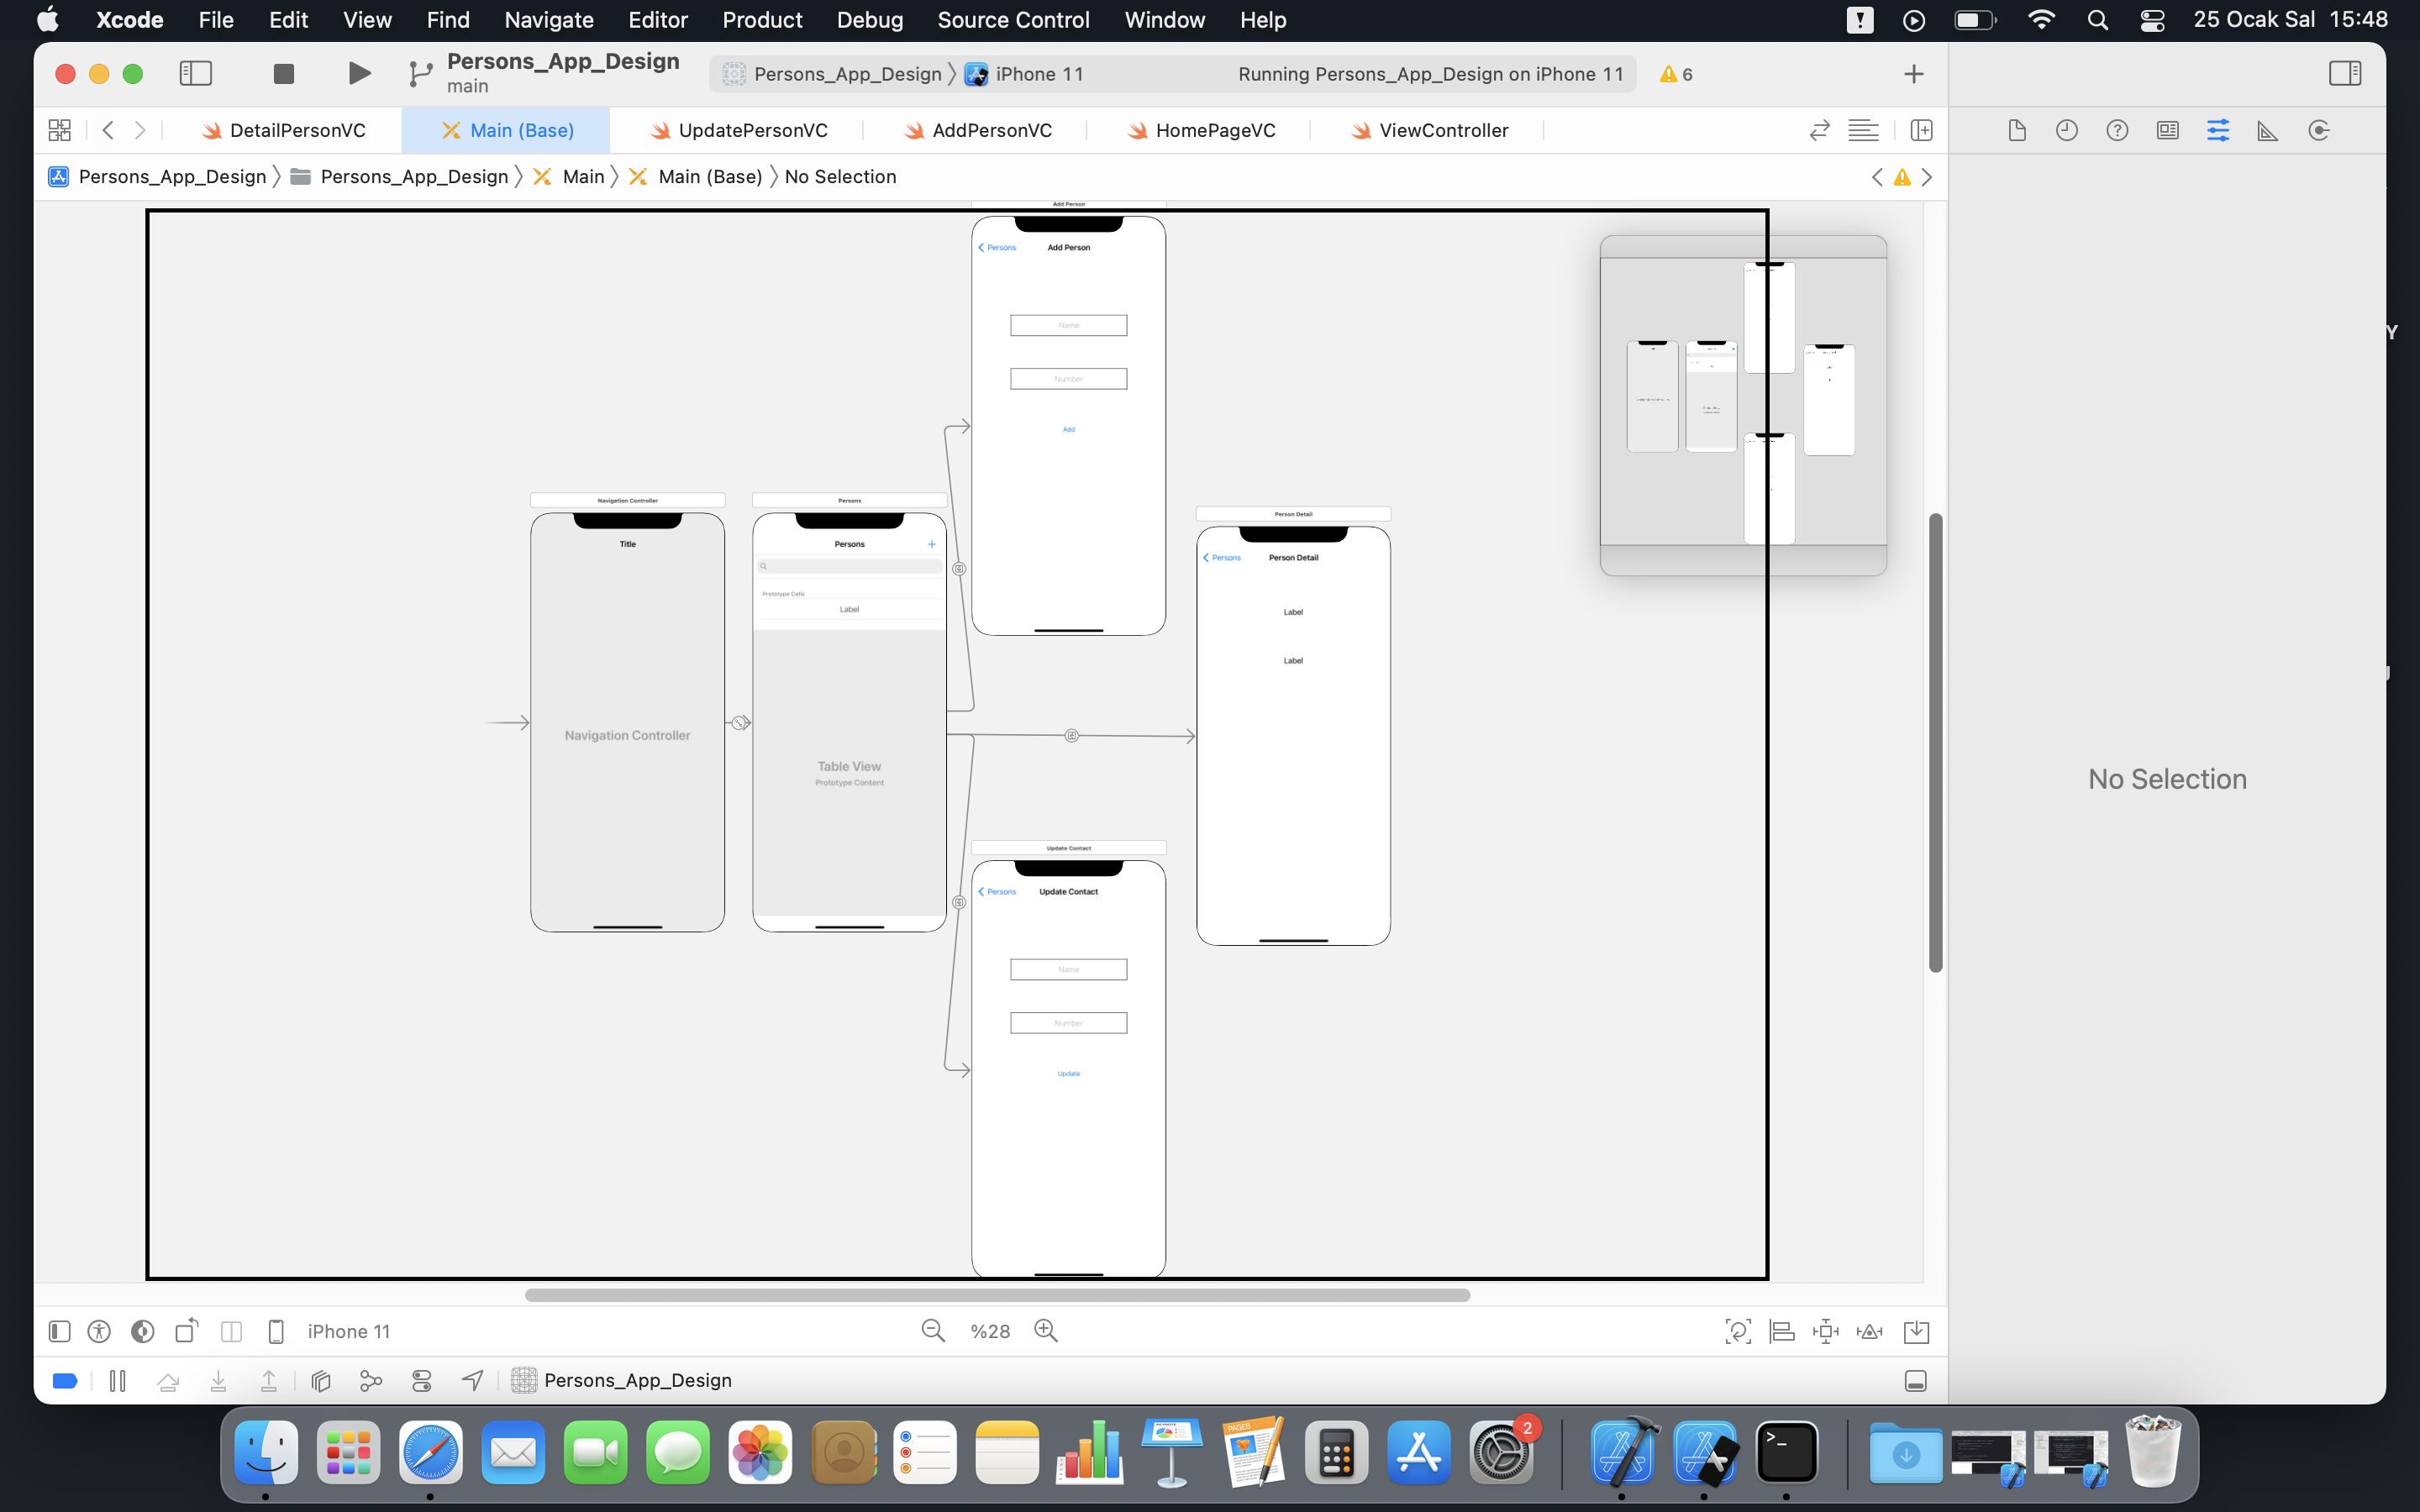 Xcode File Edit View Find Navigate Editor Product Debug Source Control Window Help 25 Ocak Sal 15:48
Persons_App_Design
main
Persons_App_Design iPhone 11 Running Persons_App_Design on iPhone 11 6
DetailPersonVC Main (Base) UpdatePersonVC AddPersonVC HomePageVC ViewController
Persons_App_Design Persons_App_Design Main Main (Base) No Selection
Add Person
Persons Add Person
Name
Number
Add
Navigation Controller
Title
Navigation Controller
Persons
Persons +
Prototype Cells
Label
Table View
Prototype Content
Person Detail
Persons Person Detail
Label
Label
Update Contact
Persons Update Contact
Name
Number
Update
No Selection
iPhone 11 %28
Persons_App_Design
PAGES
2
>_